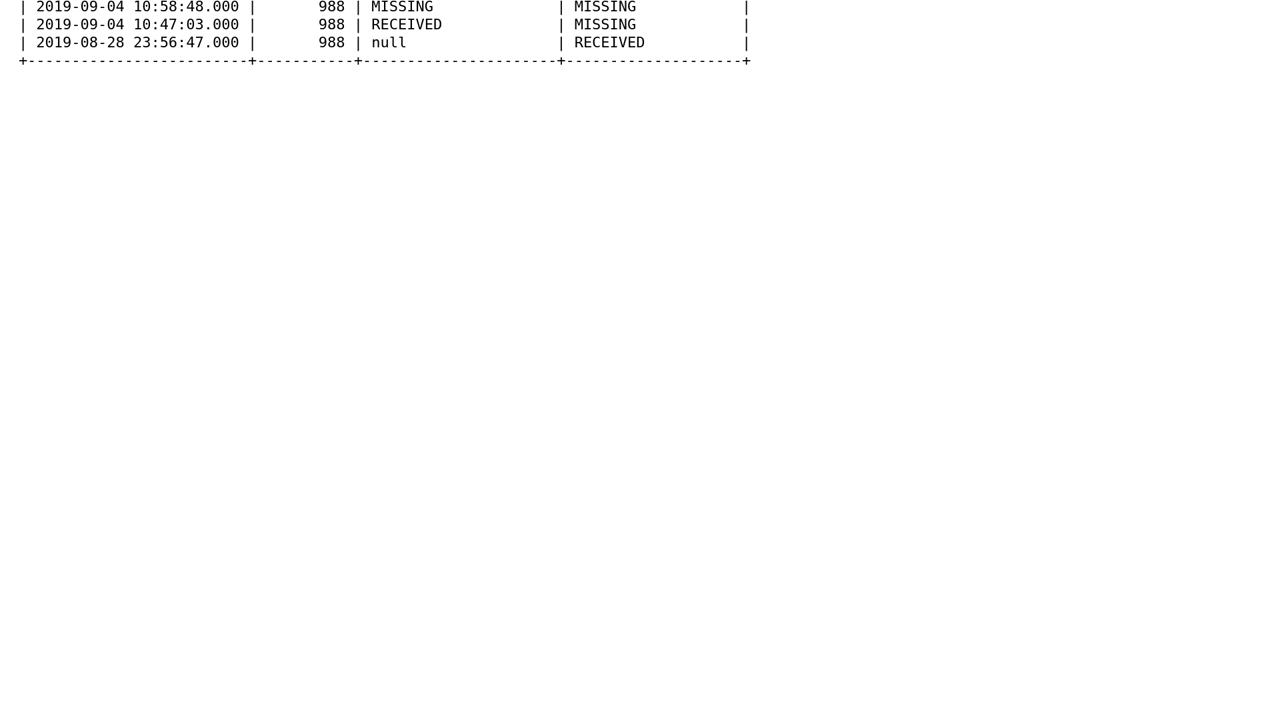 | 2019-09-04 10:58:48.000 |       988 | MISSING              | MISSING            |
| 2019-09-04 10:47:03.000 |       988 | RECEIVED             | MISSING            |
| 2019-08-28 23:56:47.000 |       988 | null                 | RECEIVED           |
+-------------------------+-----------+----------------------+--------------------+